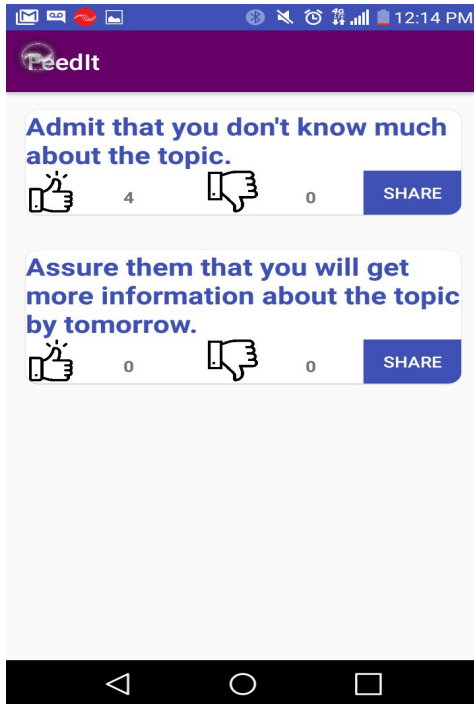 4G 12:14 PM
FeedIt
Admit that you don't know much
about the topic.
4 0 SHARE
Assure them that you will get
more information about the topic
by tomorrow.
0 0 SHARE